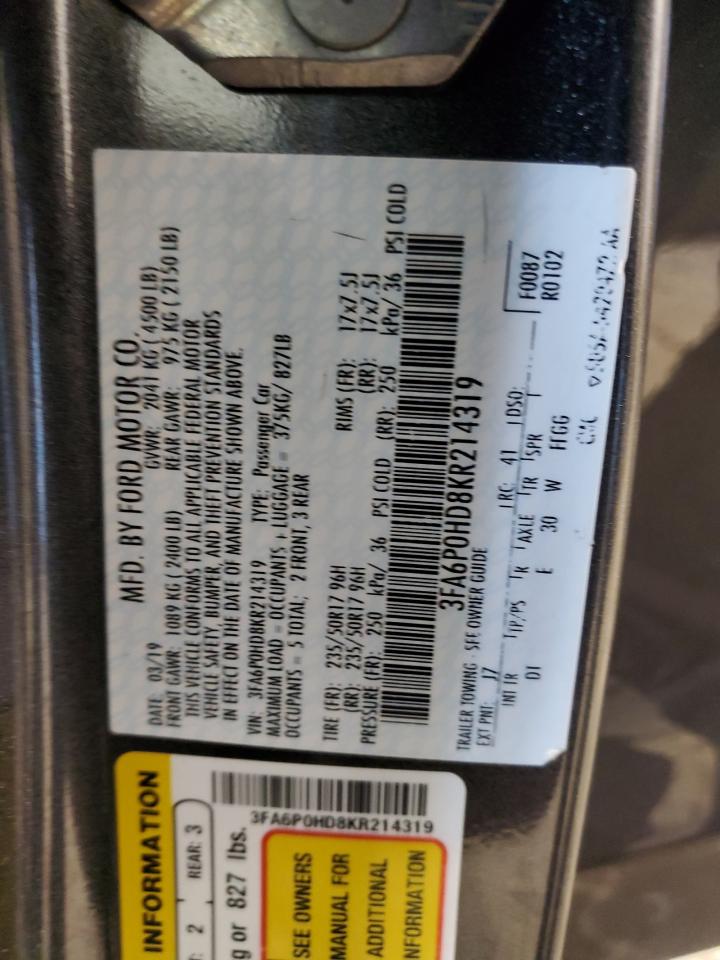 MFD. BY FORD MOTOR CO.
DATE: 03/19 GVWR: 2041 KG ( 4500 LB)
FRONT GAWR: 1089 KG ( 2400 LB) REAR GAWR: 975 KG ( 2150 LB)
THIS VEHICLE CONFORMS TO ALL APPLICABLE FEDERAL MOTOR
VEHICLE SAFETY, BUMPER, AND THEFT PREVENTION STANDARDS
IN EFFECT ON THE DATE OF MANUFACTURE SHOWN ABOVE.
VIN: 3FA6P0HD8KR214319 TYPE: Passenger Car
MAXIMUM LOAD = OCCUPANTS + LUGGAGE = 375KG/ 827LB
OCCUPANTS = 5 TOTAL; 2 FRONT, 3 REAR
TIRE (FR): 235/50R17 96H RIMS (FR): 17x7.5J
(RR): 235/50R17 96H (RR): 17x7.5J
PRESSURE (FR): 250 kPa/ 36 PSI COLD (RR): 250 kPa/ 36 PSI COLD
3FA6P0HD8KR214319
TRAILER TOWING - SEE OWNER GUIDE
EXT PNT: J7 RC: 41 DSO:
INT TR TP/PS R AXLE TR SPR
DI E 30 W FFGG
F0087
R0102
INFORMATION
2 REAR: 3
or 827 lbs.
3FA6P0HD8KR214319
SEE OWNERS
MANUAL FOR
ADDITIONAL
INFORMATION